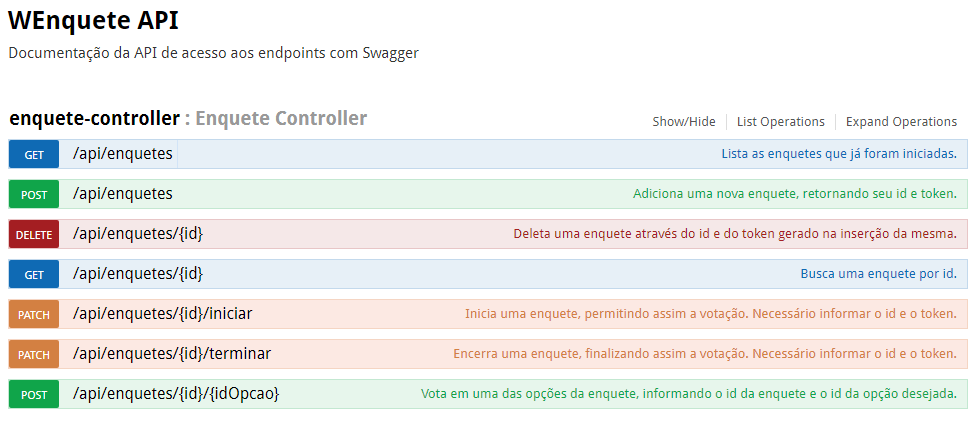 WEnquete API
Documentação da API de acesso aos endpoints com Swagger
enquete-controller : Enquete Controller Show/Hide List Operations Expand Operations
GET /api/enquetes Lista as enquetes que já foram iniciadas.
POST /api/enquetes Adiciona uma nova enquete, retornando seu id e token.
DELETE /api/enquetes/{id} Deleta uma enquete através do id e do token gerado na inserção da mesma.
GET /api/enquetes/{id} Busca uma enquete por id.
PATCH /api/enquetes/{id}/iniciar Inicia uma enquete, permitindo assim a votação. Necessário informar o id e o token.
PATCH /api/enquetes/{id}/terminar Encerra uma enquete, finalizando assim a votação. Necessário informar o id e o token.
POST /api/enquetes/{id}/{idOpcao} Vota em uma das opções da enquete, informando o id da enquete e o id da opção desejada.